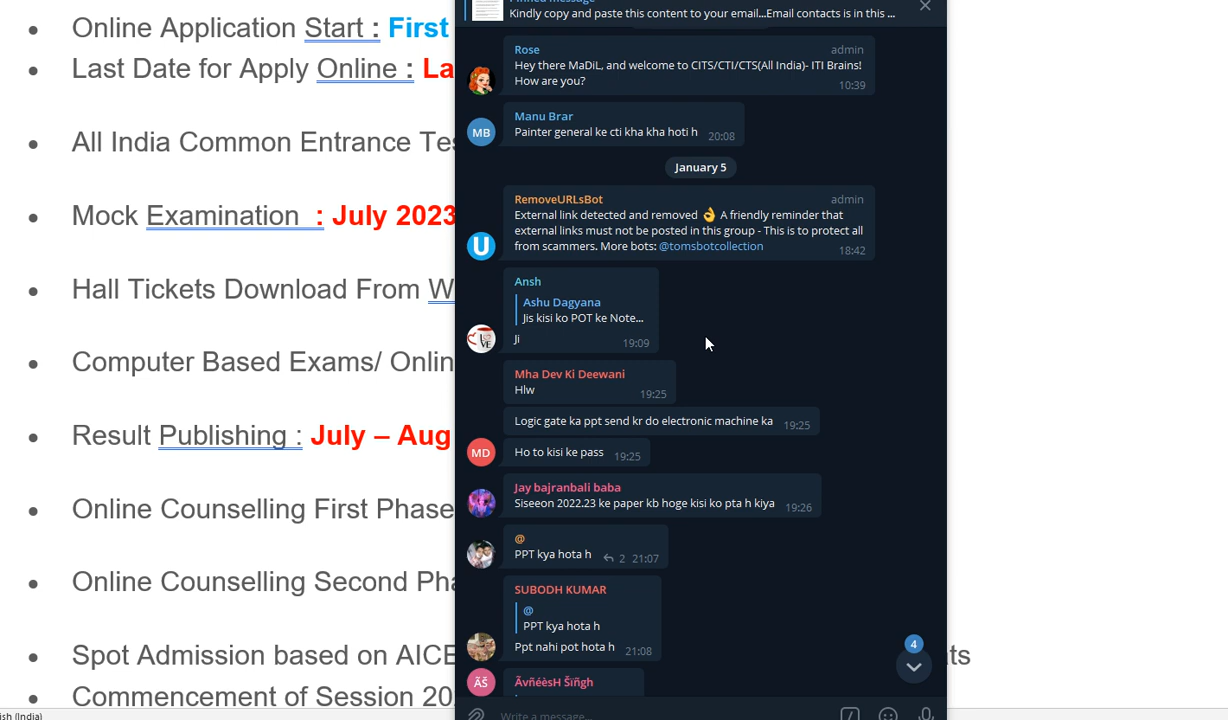 Online Application Start : First
Last Date for Apply Online : La
All India Common Entrance Tes
Mock Examination : July 2023
Hall Tickets Download From W
Computer Based Exams/ Onlin
Result Publishing : July – Aug
Online Counselling First Phase
Online Counselling Second Pha
Spot Admission based on AICE
ts
Commencement of Session 20
sh (India)
Kindly copy and paste this content to your email...Email contacts is in this ...
Rose admin
Hey there MaDiL, and welcome to CITS/CTI/CTS(All India)- ITI Brains!
How are you?
10:39
Manu Brar
MB
Painter general ke cti kha kha hoti h 20:08
January 5
RemoveURLsBot admin
External link detected and removed 👌 A friendly reminder that
external links must not be posted in this group - This is to protect all
from scammers. More bots: @tomsbotcollection
U
18:42
Ansh
Ashu Dagyana
Jis kisi ko POT ke Note...
Ji
LOVE
19:09
Mha Dev Ki Deewani
Hlw
19:25
Logic gate ka ppt send kr do electronic machine ka 19:25
MD
Ho to kisi ke pass 19:25
Jay bajranbali baba
Siseeon 2022.23 ke paper kb hoge kisi ko pta h kiya 19:26
@
PPT kya hota h 2 21:07
SUBODH KUMAR
@
PPT kya hota h
Ppt nahi pot hota h 21:08
4
ÃŠ
ÃvñéèsH Šïñgh
Write a message...